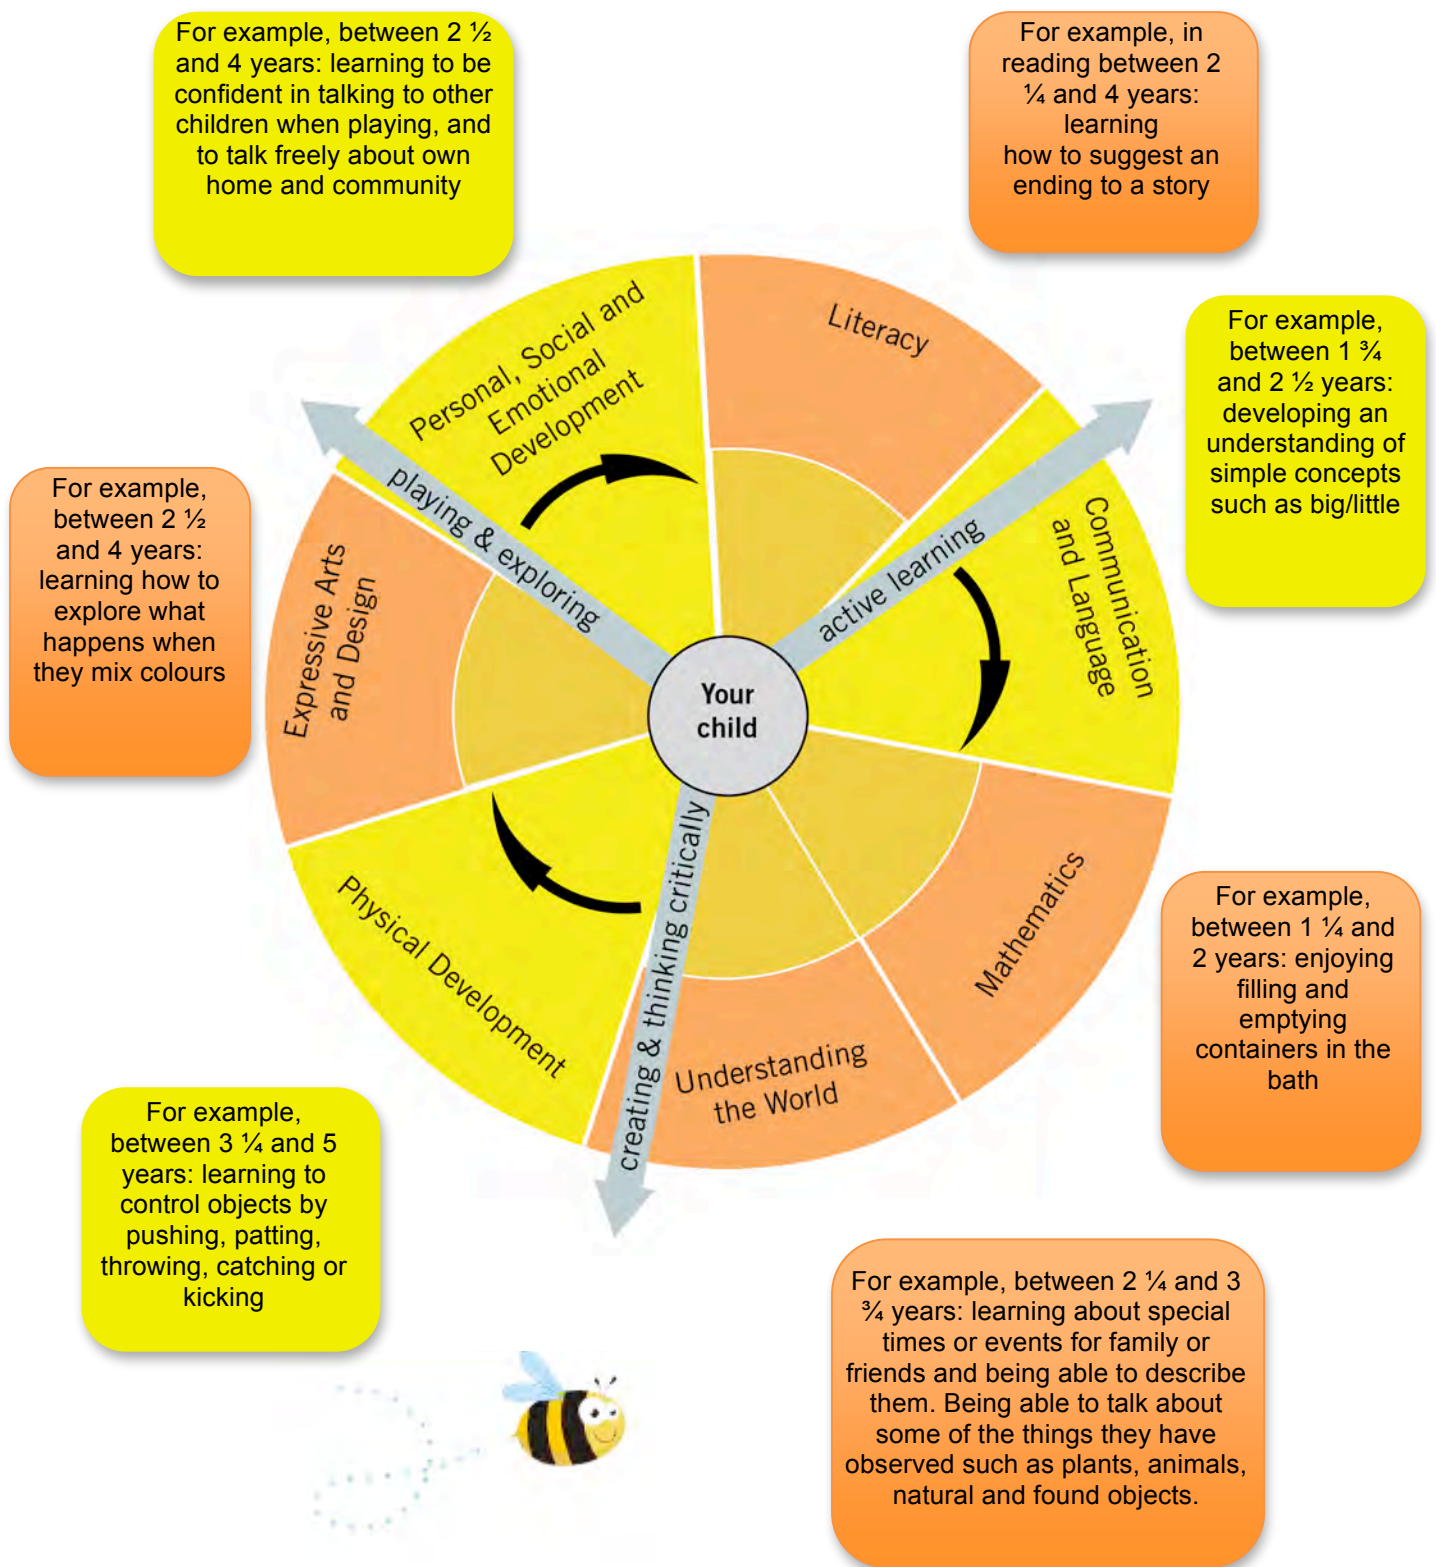 For example, between 2 ½
and 4 years: learning to be
confident in talking to other
children when playing, and
to talk freely about own
home and community
For example, in
reading between 2
¼ and 4 years:
learning
how to suggest an
ending to a story
Personal, Social and
Emotional
Development
Literacy
For example,
between 1 ¾
and 2 ½ years:
developing an
understanding of
simple concepts
such as big/little
playing & exploring
active learning
Communication
and Language
For example,
between 2 ½
and 4 years:
learning how to
explore what
happens when
they mix colours
Expressive Arts
and Design
Your
child
Mathematics
For example,
between 1 ¼ and
2 years: enjoying
filling and
emptying
containers in the
bath
Physical Development
creating & thinking critically
Understanding
the World
For example,
between 3 ¼ and 5
years: learning to
control objects by
pushing, patting,
throwing, catching or
kicking
For example, between 2 ¼ and 3
¾ years: learning about special
times or events for family or
friends and being able to describe
them. Being able to talk about
some of the things they have
observed such as plants, animals,
natural and found objects.